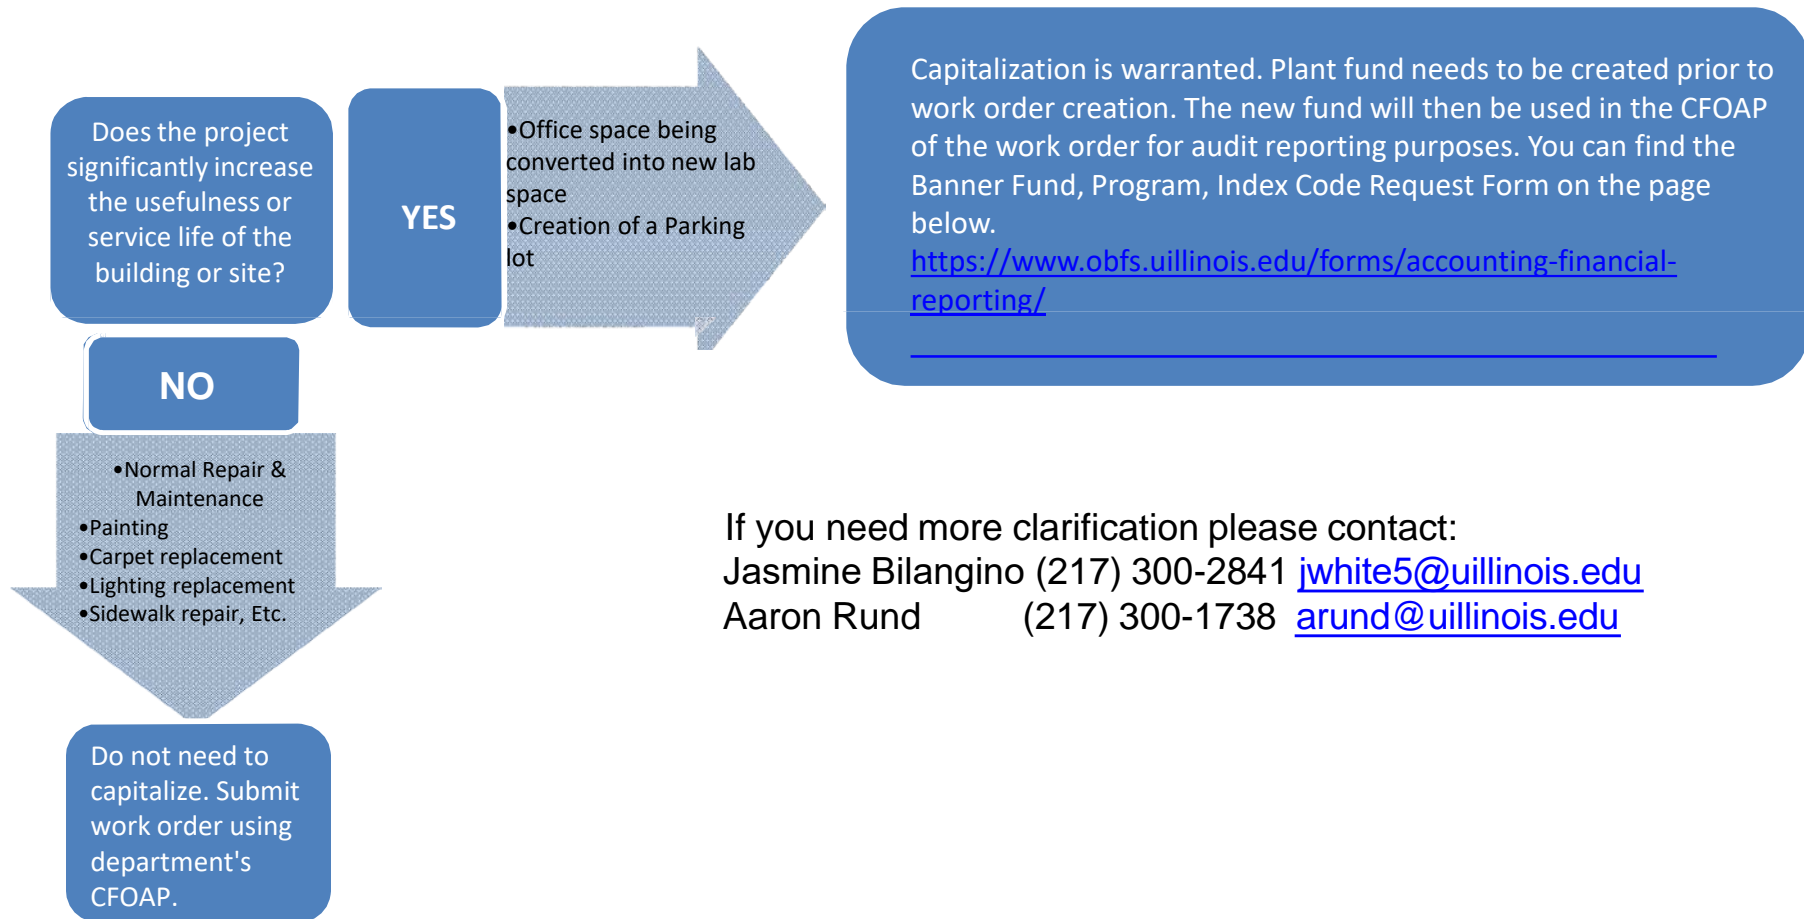 Does the project
significantly increase
the usefulness or
service life of the
building or site?
YES
•Office space being
converted into new lab
space
•Creation of a Parking
lot
Capitalization is warranted. Plant fund needs to be created prior to
work order creation. The new fund will then be used in the CFOAP
of the work order for audit reporting purposes. You can find the
Banner Fund, Program, Index Code Request Form on the page
below.
https://www.obfs.uillinois.edu/forms/accounting-financial-
reporting/
NO
•Normal Repair &
Maintenance
•Painting
•Carpet replacement
•Lighting replacement
•Sidewalk repair, Etc.
Do not need to
capitalize. Submit
work order using
department's
CFOAP.
If you need more clarification please contact:
Jasmine Bilangino (217) 300-2841 jwhite5@uillinois.edu
Aaron Rund (217) 300-1738 arund@uillinois.edu